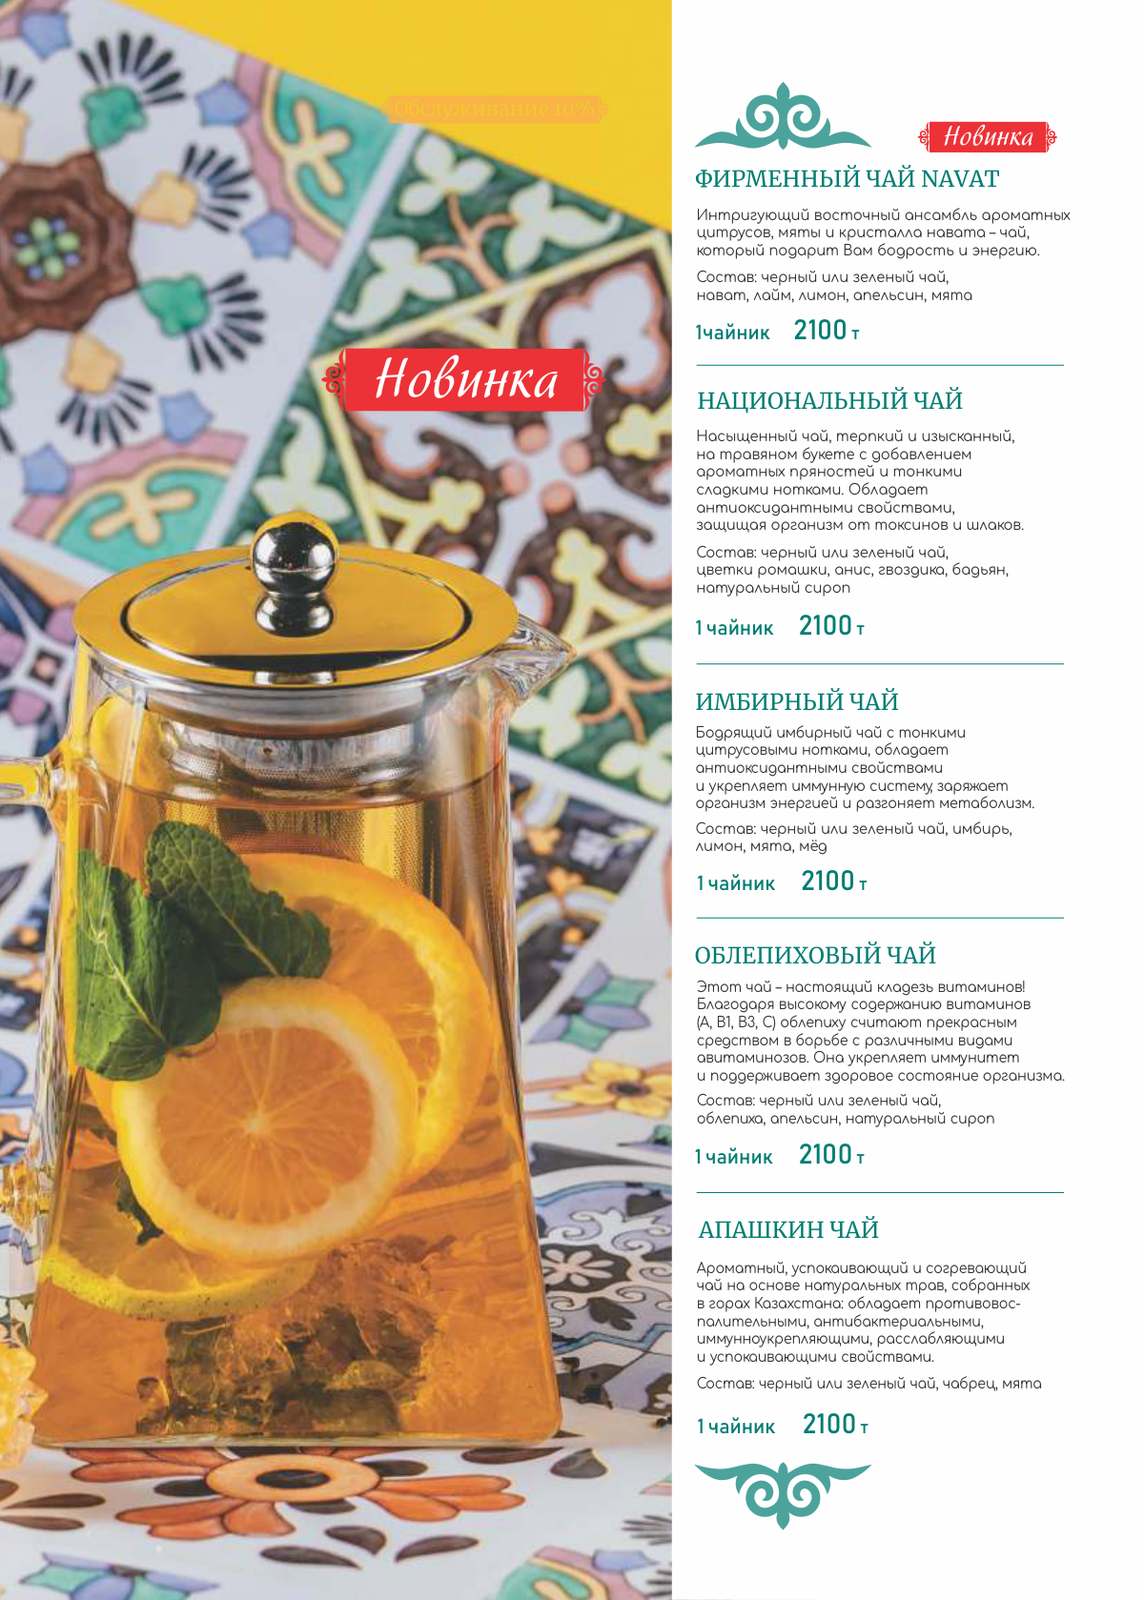 Обслуживание 10%
Новинка
Новинка
ФИРМЕННЫЙ ЧАЙ NAVAT
Интригующий восточный ансамбль ароматных
цитрусов, мяты и кристалла навата – чай,
который подарит Вам бодрость и энергию.
Состав: черный или зеленый чай,
нават, лайм, лимон, апельсин, мята
1чайник 2100 т
НАЦИОНАЛЬНЫЙ ЧАЙ
Насыщенный чай, терпкий и изысканный,
на травяном букете с добавлением
ароматных пряностей и тонкими
сладкими нотками. Обладает
антиоксидантными свойствами,
защищая организм от токсинов и шлаков.
Состав: черный или зеленый чай,
цветки ромашки, анис, гвоздика, бадьян,
натуральный сироп
1 чайник 2100 т
ИМБИРНЫЙ ЧАЙ
Бодрящий имбирный чай с тонкими
цитрусовыми нотками, обладает
антиоксидантными свойствами
и укрепляет иммунную систему, заряжает
организм энергией и разгоняет метаболизм.
Состав: черный или зеленый чай, имбирь,
лимон, мята, мёд
1 чайник 2100 т
ОБЛЕПИХОВЫЙ ЧАЙ
Этот чай – настоящий кладезь витаминов!
Благодаря высокому содержанию витаминов
(А, В1, В3, С) облепиху считают прекрасным
средством в борьбе с различными видами
авитаминозов. Она укрепляет иммунитет
и поддерживает здоровое состояние организма.
Состав: черный или зеленый чай,
облепиха, апельсин, натуральный сироп
1 чайник 2100 т
АПАШКИН ЧАЙ
Ароматный, успокаивающий и согревающий
чай на основе натуральных трав, собранных
в горах Казахстана: обладает противовос-
палительными, антибактериальными,
иммунноукрепляющими, расслабляющими
и успокаивающими свойствами.
Состав: черный или зеленый чай, чабрец, мята
1 чайник 2100 т